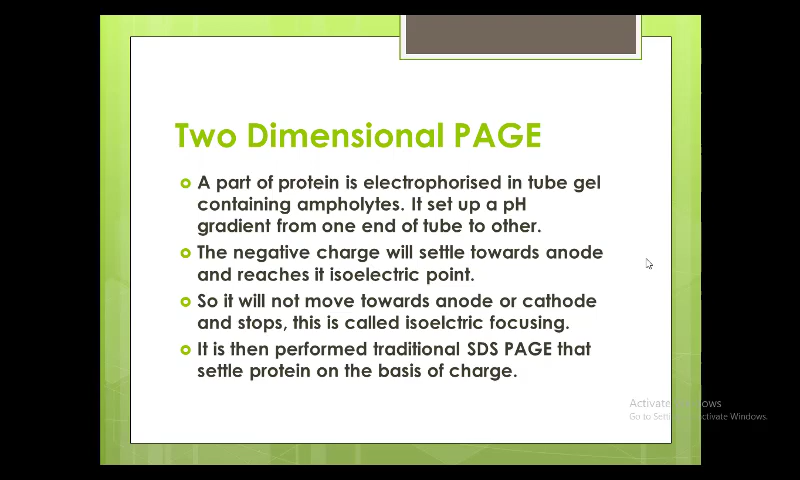 Two Dimensional PAGE
A part of protein is electrophorised in tube gel
containing ampholytes. It set up a pH
gradient from one end of tube to other.
The negative charge will settle towards anode
and reaches it isoelectric point.
So it will not move towards anode or cathode
and stops, this is called isoelctric focusing.
It is then performed traditional SDS PAGE that
settle protein on the basis of charge.
Activate ows
Go to Set ctivate Windows.